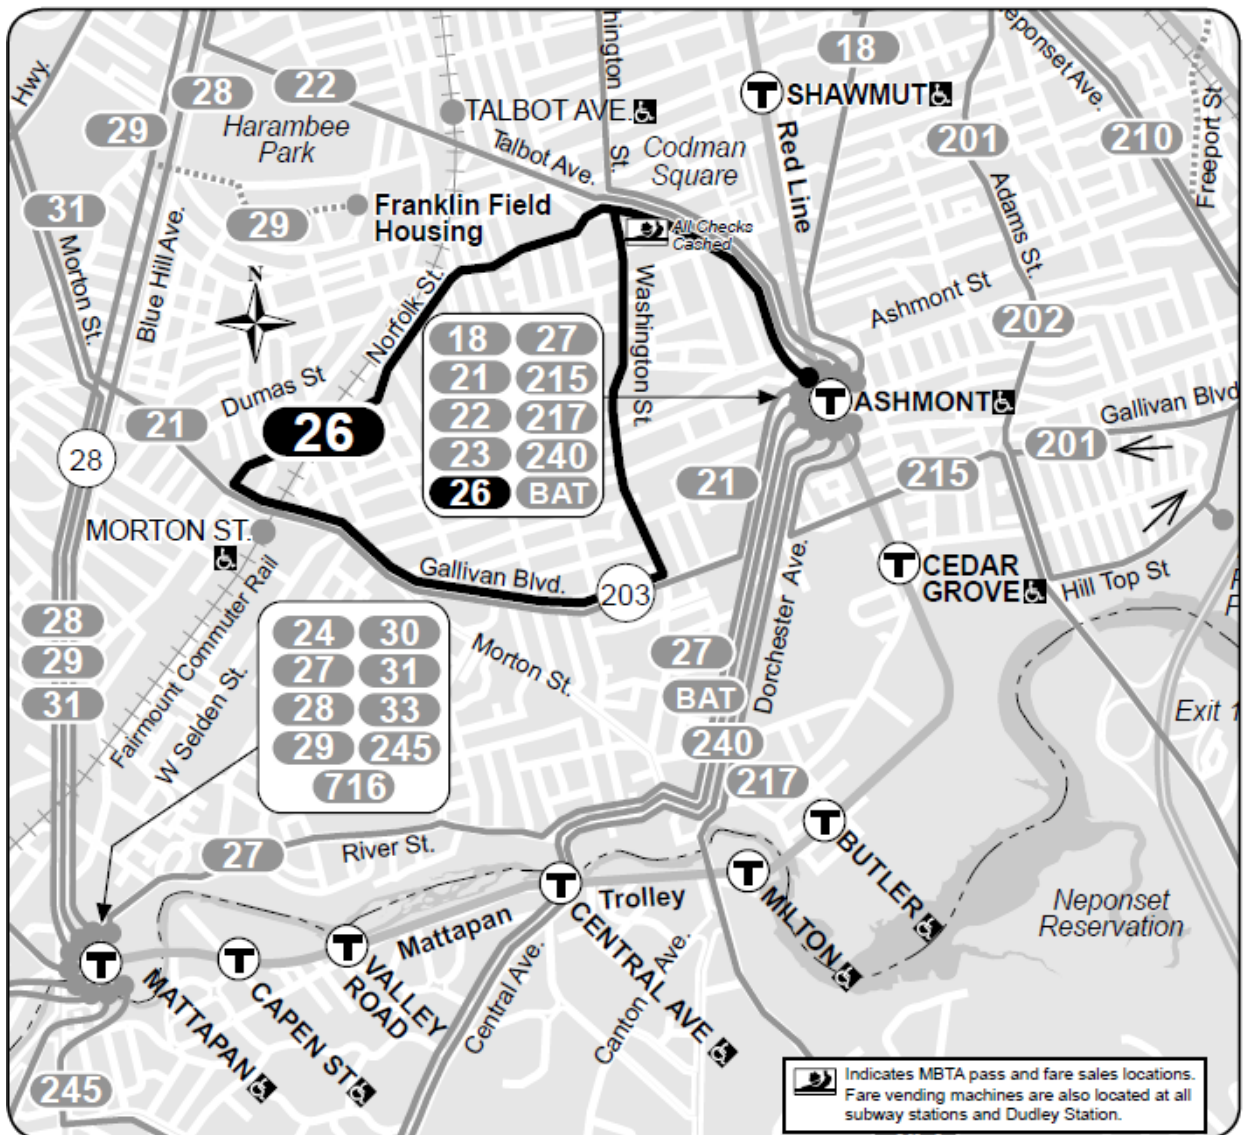 Hwy.
28
22
29
Harambee
Park
TALBOT AVE.
Talbot Ave.
St.
Codman
Square
18
T
SHAWMUT
Red Line
201
210
Freeport St
31
Morton St.
Blue Hill Ave.
29
Franklin Field
Housing
All Checks
Cashed
Adams St.
N
Norfolk St.
Washington St
Ashmont St
202
18 27
21 215
22 217
23 240
26 BAT
Dumas St
26
21
28
T
ASHMONT
Gallivan Blvd
201
215
21
MORTON ST.
Gallivan Blvd.
203
T
CEDAR
GROVE
Hill Top St
Fairmount Commuter Rail
W Selden St.
28
29
31
24 30
27 31
28 33
29 245
716
Morton St.
27
BAT
240
217
Dorchester Ave.
Exit 1
27
River St.
T
BUTLER
T
MILTON
Neponset
Reservation
T
CENTRAL AVE
Mattapan
Trolley
T
MATTAPAN
T
CAPEN ST
T
VALLEY
ROAD
Central Ave.
Canton Ave.
245
Indicates MBTA pass and fare sales locations.
Fare vending machines are also located at all
subway stations and Dudley Station.